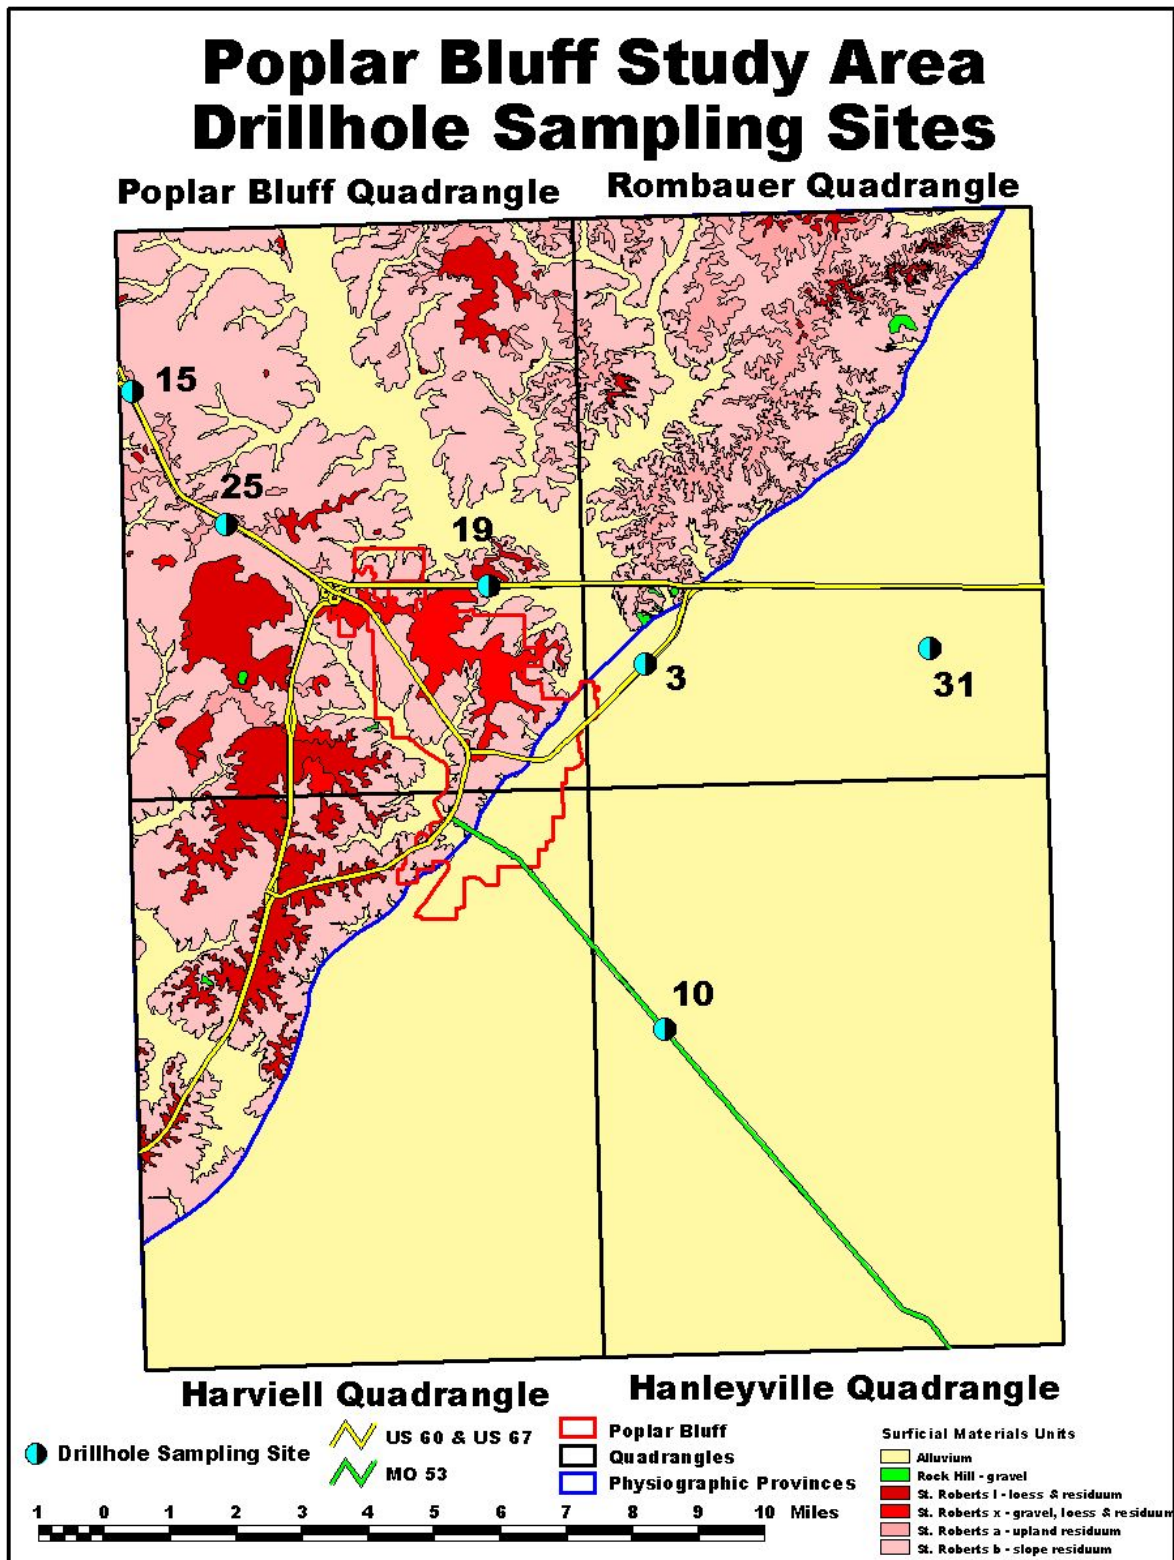 Poplar Bluff Study Area
Drillhole Sampling Sites
Poplar Bluff Quadrangle
Rombauer Quadrangle
15
25
19
3
31
10
Harviell Quadrangle
Hanleyville Quadrangle
Drillhole Sampling Site
US 60 & US 67
MO 53
Poplar Bluff
Quadrangles
Physiographic Provinces
Surficial Materials Units
Alluvium
Rock Hill - gravel
St. Roberts l - loess & residuum
St. Roberts x - gravel, loess & residuum
St. Roberts a - upland residuum
St. Roberts b - slope residuum
1 0 1 2 3 4 5 6 7 8 9 10 Miles